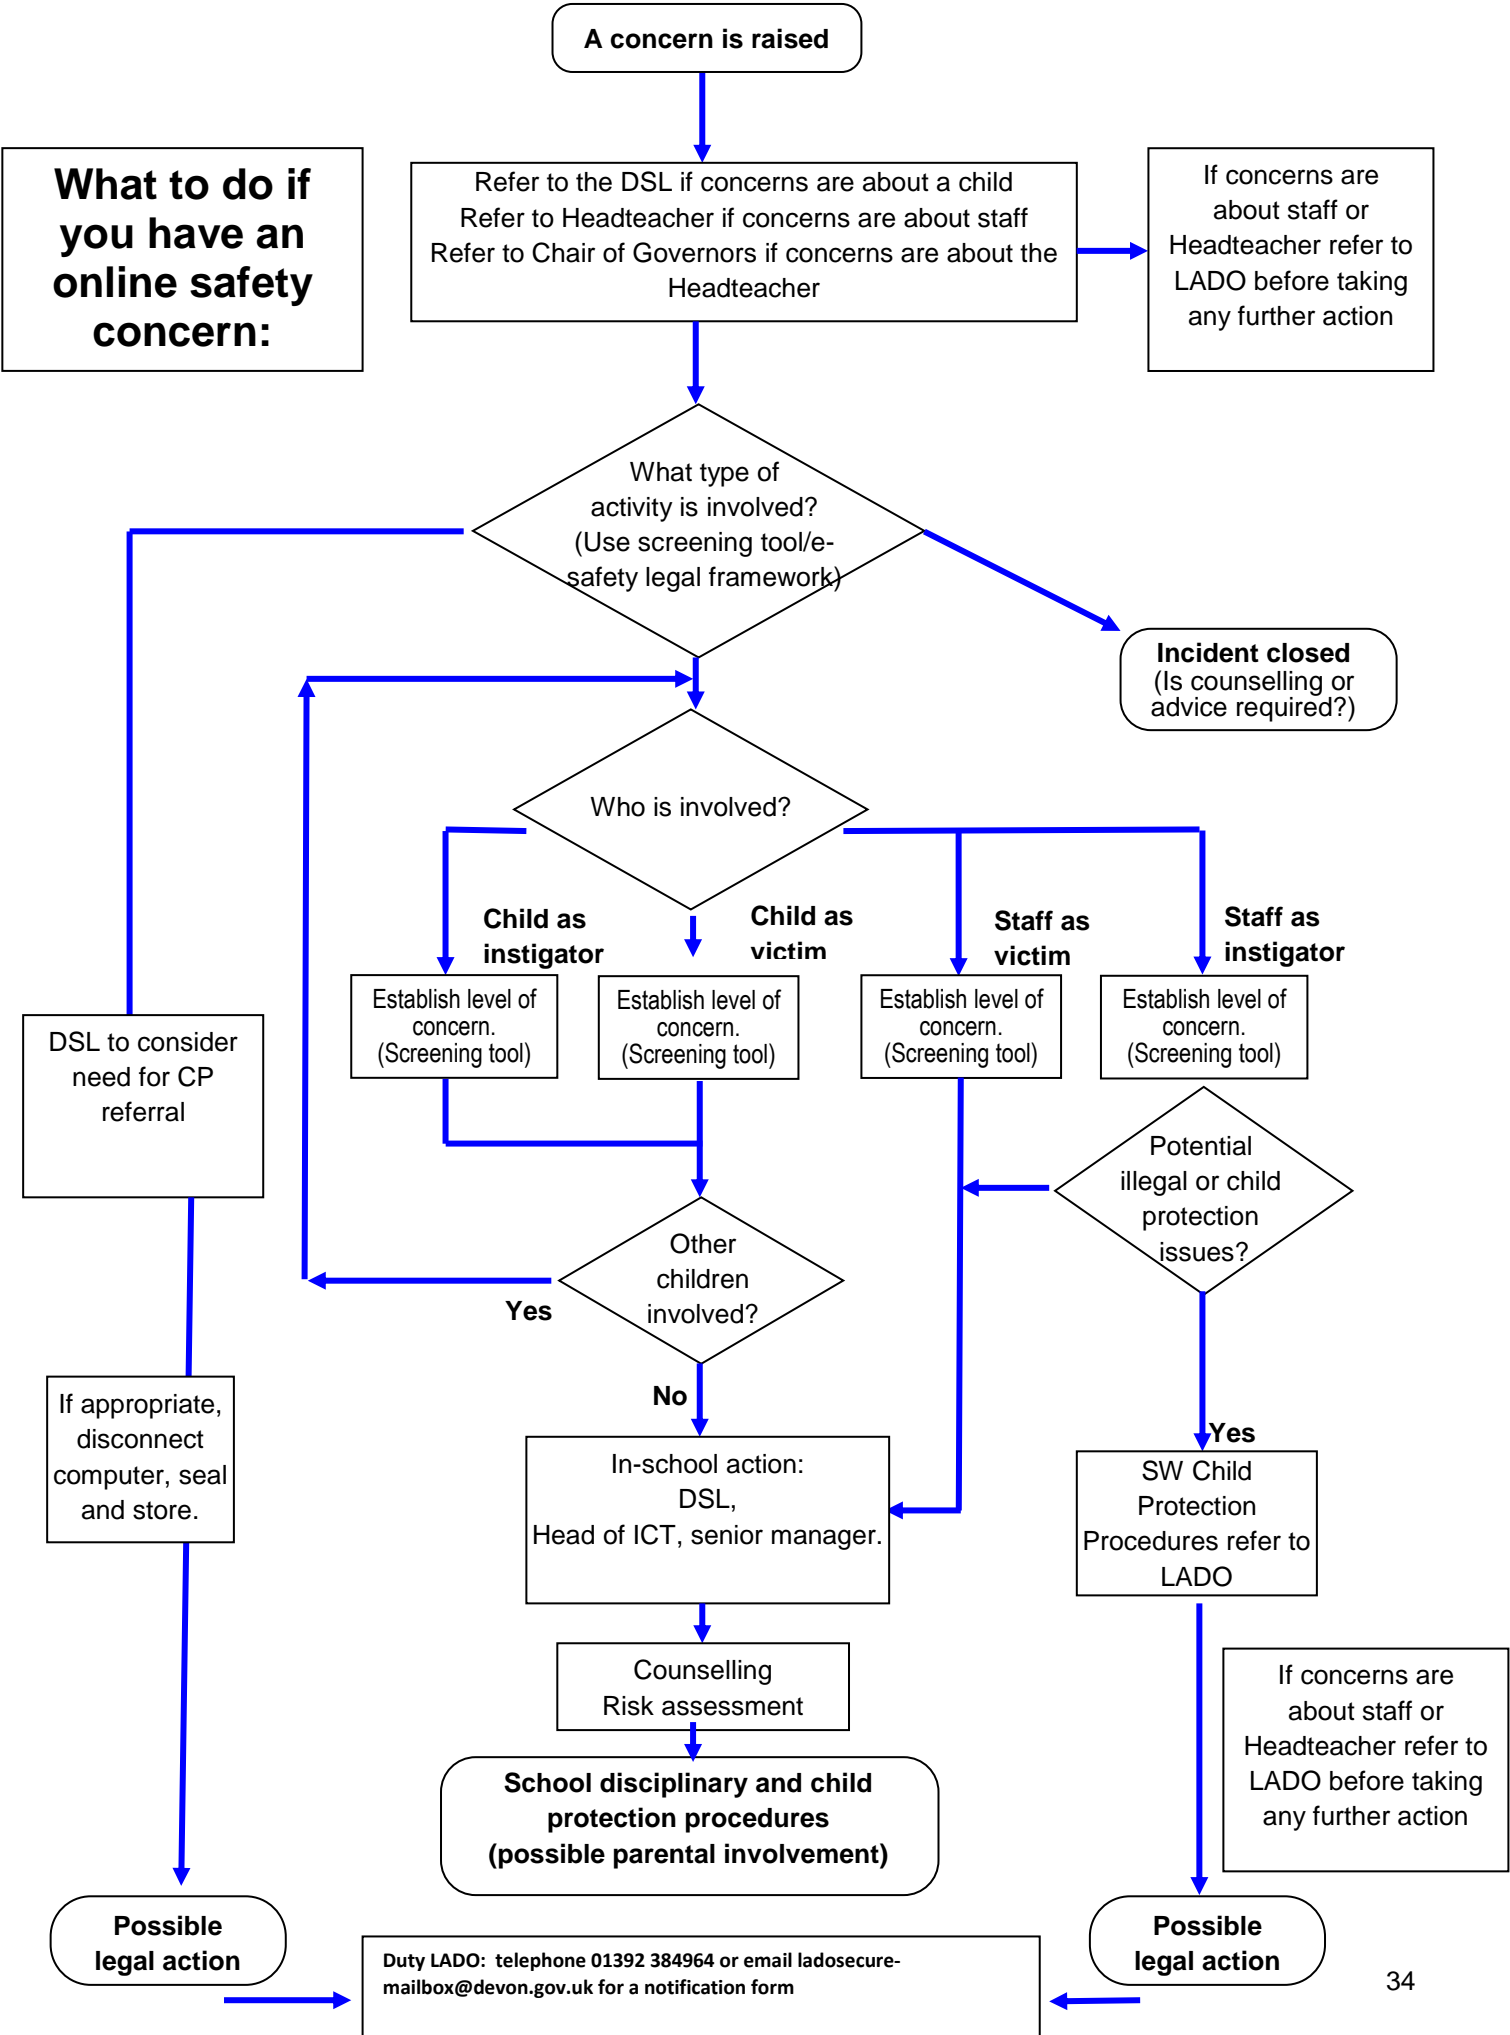 A concern is raised
What to do if
you have an
online safety
concern:
Refer to the DSL if concerns are about a child
Refer to Headteacher if concerns are about staff
Refer to Chair of Governors if concerns are about the
Headteacher
If concerns are
about staff or
Headteacher refer to
LADO before taking
any further action
What type of
activity is involved?
(Use screening tool/e-
safety legal framework)
Incident closed
(Is counselling or
advice required?)
Who is involved?
Child as
instigator
Child as
victim
Staff as
victim
Staff as
instigator
Establish level of
concern.
(Screening tool)
Establish level of
concern.
(Screening tool)
Establish level of
concern.
(Screening tool)
Establish level of
concern.
(Screening tool)
DSL to consider
need for CP
referral
Potential
illegal or child
protection
issues?
Other
children
involved?
Yes
No
If appropriate,
disconnect
computer, seal
and store.
Yes
In-school action:
DSL,
Head of ICT, senior manager.
SW Child
Protection
Procedures refer to
LADO
Counselling
Risk assessment
If concerns are
about staff or
Headteacher refer to
LADO before taking
any further action
School disciplinary and child
protection procedures
(possible parental involvement)
Possible
legal action
Possible
legal action
Duty LADO:  telephone 01392 384964 or email ladosecure-
mailbox@devon.gov.uk for a notification form
34